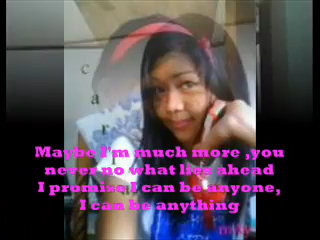 c
a
r
Maybe I'm much more ,you
never no what lies ahead
I promise I can be anyone,
I can be anything